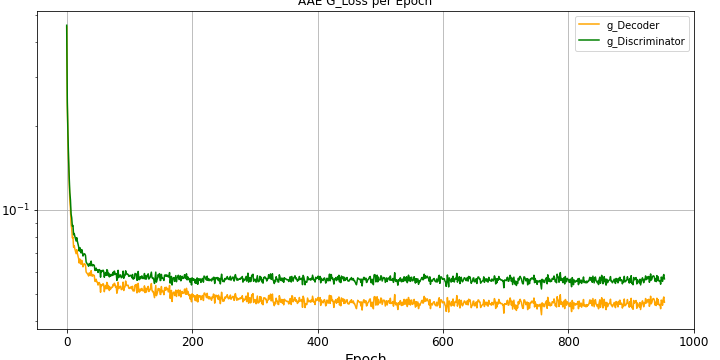 AAE G_Loss per Epoch
g_Decoder
g_Discriminator
10⁻¹
0 200 400 600 800 1000
Epoch